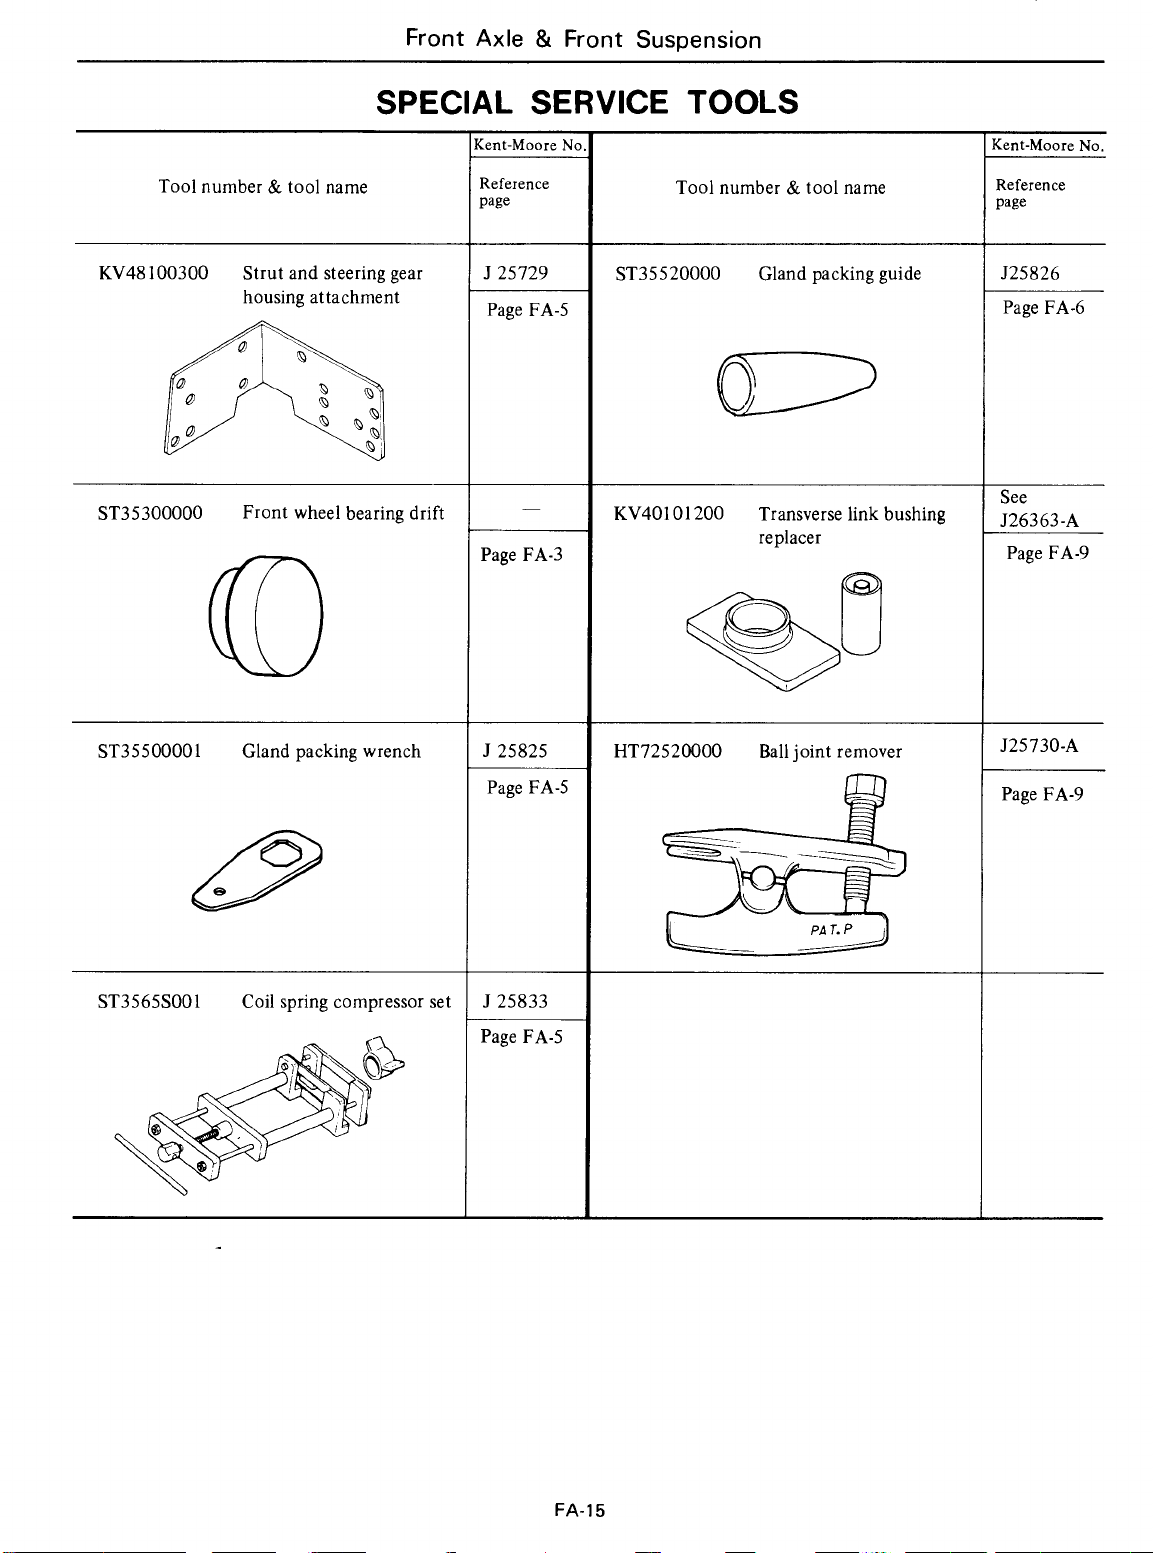 Front Axle & Front Suspension
SPECIAL SERVICE TOOLS
Tool number & tool name
Kent-Moore No.
Reference
page
Tool number & tool name
Kent-Moore No.
Reference
page
KV48100300 Strut and steering gear
housing attachment
J 25729
Page FA-5
ST35520000 Gland packing guide
J25826
Page FA-6
ST35300000 Front wheel bearing drift
—
Page FA-3
KV40101200 Transverse link bushing
replacer
See
J26363-A
Page FA-9
ST35500001 Gland packing wrench
J 25825
Page FA-5
HT72520000 Ball joint remover
J25730-A
Page FA-9
PAT. P
ST3565S001 Coil spring compressor set
J 25833
Page FA-5
FA-15